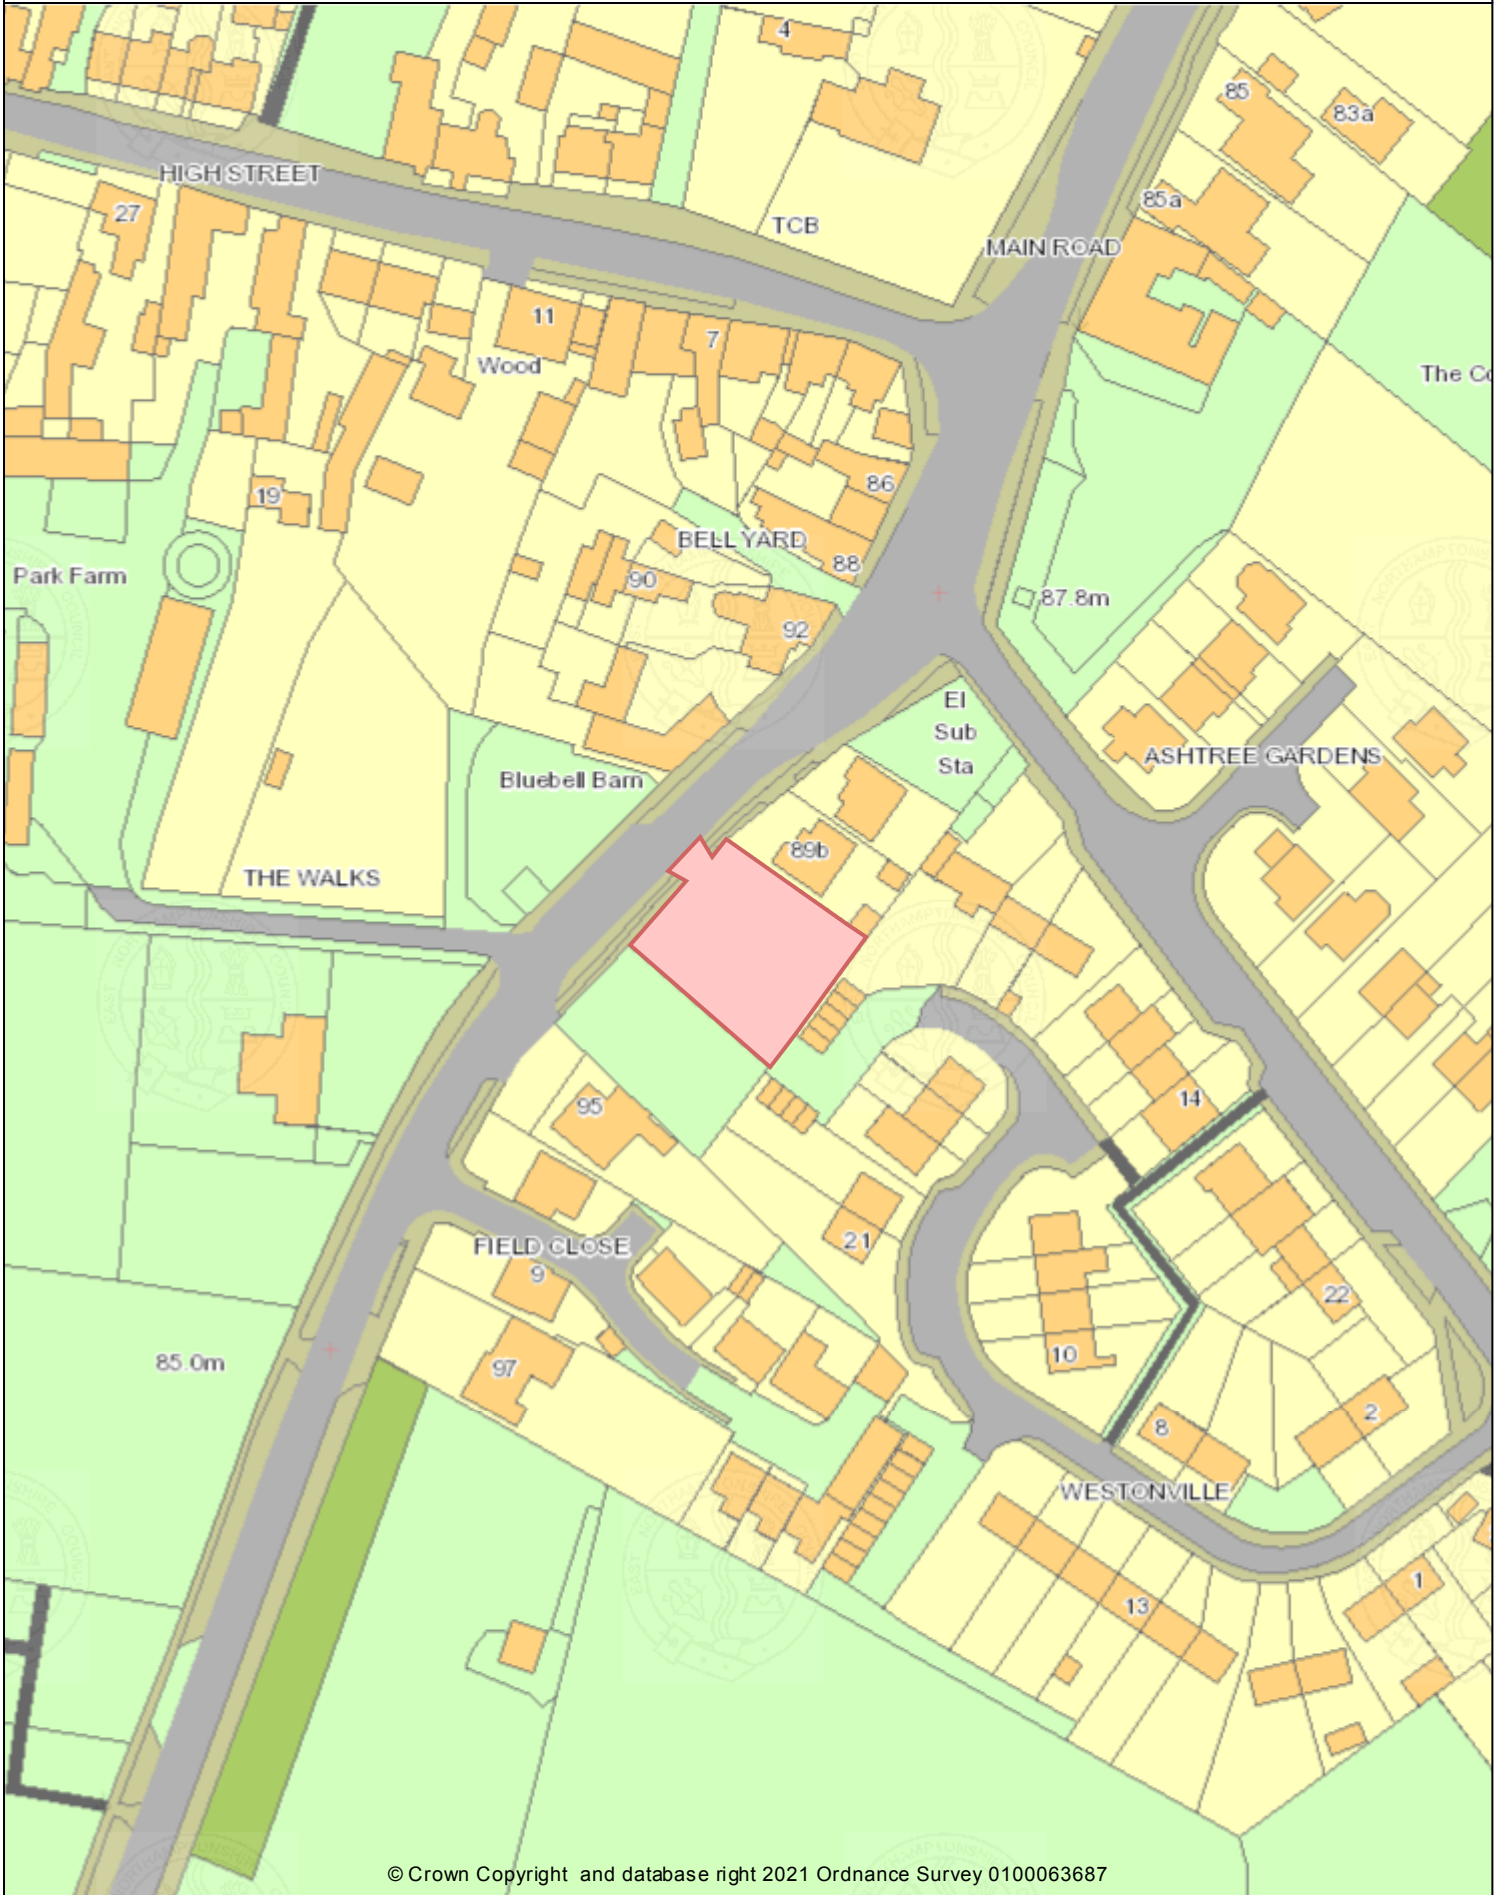 4
85
83a
HIGH STREET
85a
27
TCB
MAIN ROAD
11
7
Wood
The Co
86
19
BELL YARD
88
Park Farm
90
87.8m
92
El
Sub
Sta
ASHTREE GARDENS
Bluebell Barn
89b
THE WALKS
14
95
21
FIELD CLOSE
9
22
10
85.0m
97
2
8
WESTONVILLE
1
13
© Crown Copyright and database right 2021 Ordnance Survey 0100063687